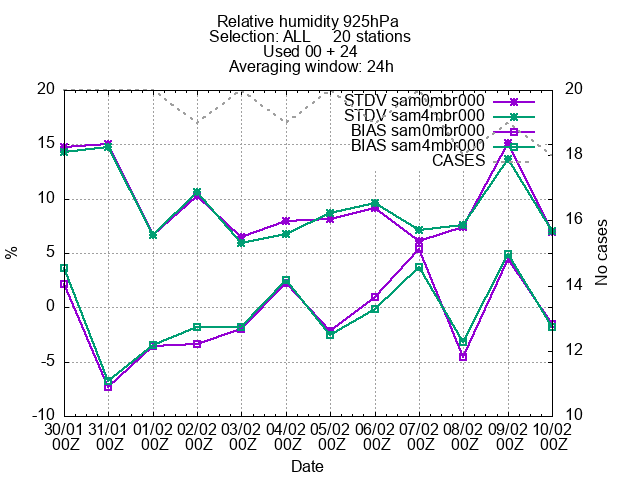 Relative humidity 925hPa
Selection: ALL 20 stations
Used 00 + 24
Averaging window: 24h
STDV sam0mbr000
STDV sam4mbr000
BIAS sam0mbr000
BIAS sam4mbr000
CASES
20
15
10
5
0
-5
-10
%
20
18
16
14
12
10
No cases
30/01 31/01 01/02 02/02 03/02 04/02 05/02 06/02 07/02 08/02 09/02 10/02
00Z 00Z 00Z 00Z 00Z 00Z 00Z 00Z 00Z 00Z 00Z 00Z
Date